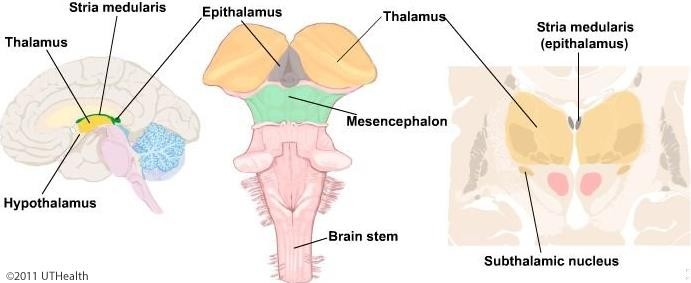 Stria medularis
Epithalamus
Thalamus
Stria medularis
(epithalamus)
Thalamus
Mesencephalon
Hypothalamus
Brain stem
Subthalamic nucleus
©2011 UTHealth